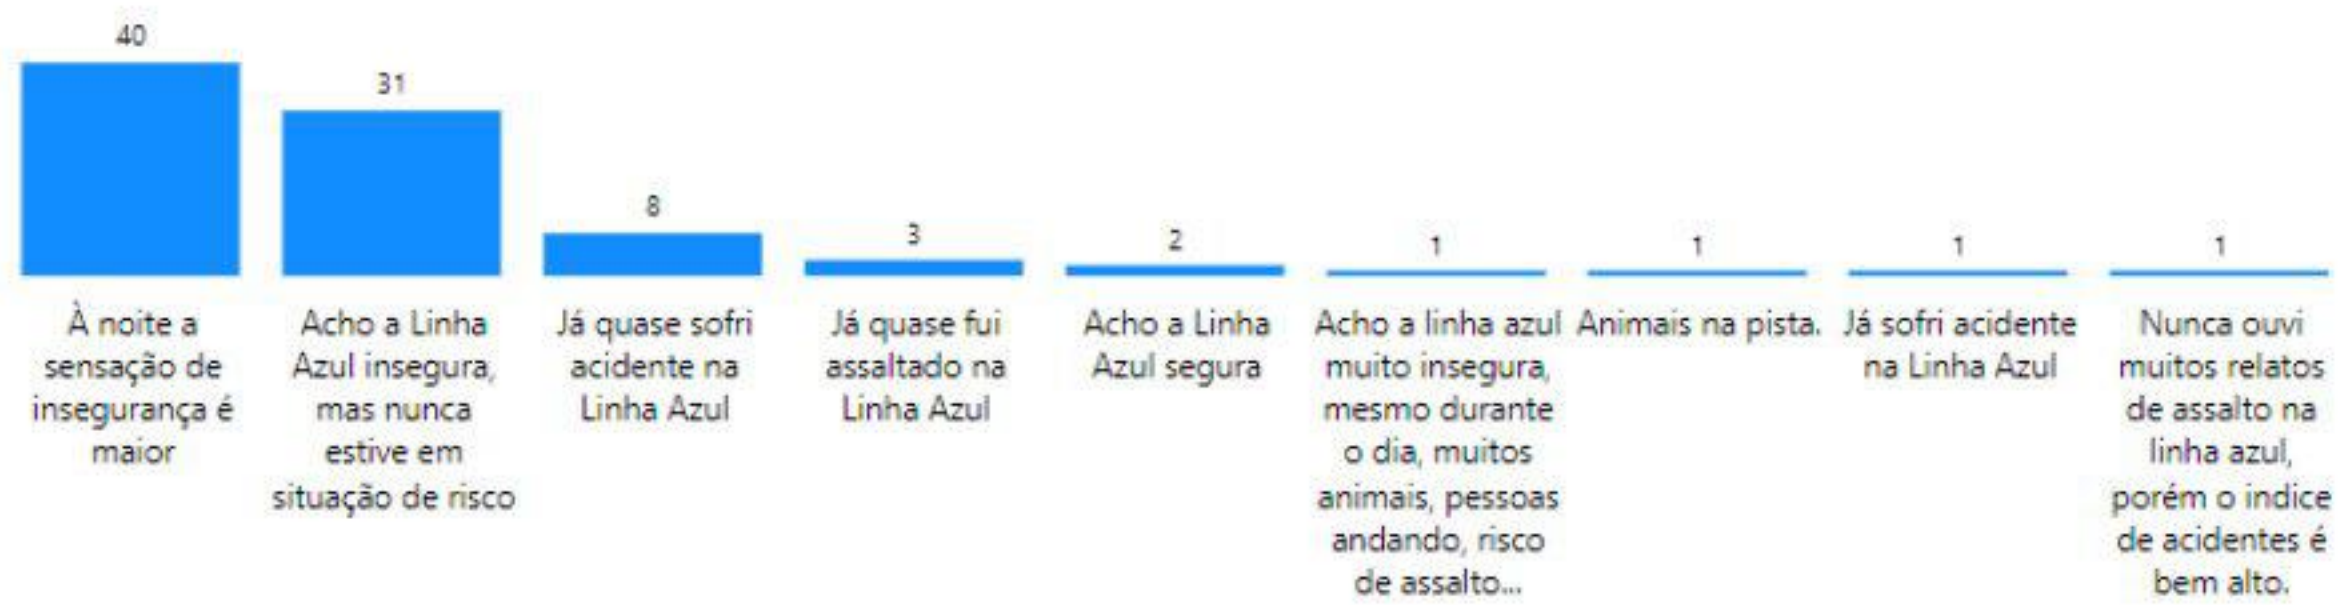 40
31
8
3
2
1
1
1
1
À noite a
sensação de
insegurança é
maior
Acho a Linha
Azul insegura,
mas nunca
estive em
situação de risco
Já quase sofri
acidente na
Linha Azul
Já quase fui
assaltado na
Linha Azul
Acho a Linha
Azul segura
Acho a linha azul
muito insegura,
mesmo durante
o dia, muitos
animais, pessoas
andando, risco
de assalto...
Animais na pista.
Já sofri acidente
na Linha Azul
Nunca ouvi
muitos relatos
de assalto na
linha azul,
porém o indice
de acidentes é
bem alto.